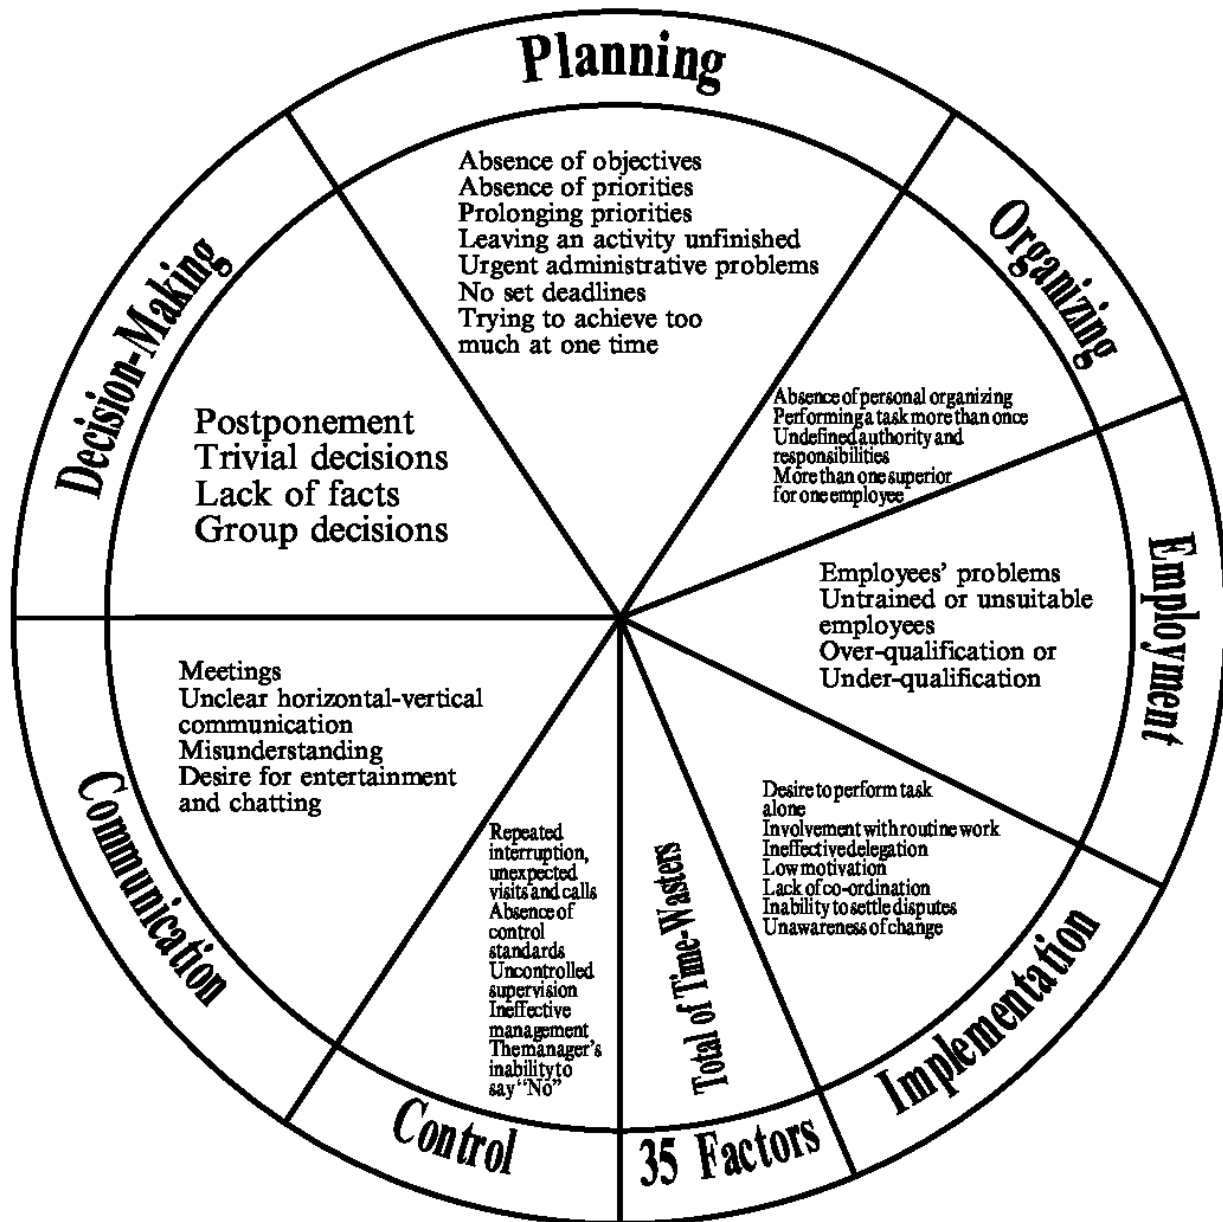 Planning
Absence of objectives
Absence of priorities
Prolonging priorities
Leaving an activity unfinished
Urgent administrative problems
No set deadlines
Trying to achieve too
much at one time
Organizing
Absence of personal organizing
Performing a task more than once
Undefined authority and
responsibilities
More than one superior
for one employee
Employment
Employees' problems
Untrained or unsuitable
employees
Over-qualification or
Under-qualification
Implementation
Desire to perform task
alone
Involvement with routine work
Ineffective delegation
Low motivation
Lack of co-ordination
Inability to settle disputes
Unawareness of change
35 Factors
Total of Time-Wasters
Control
Repeated
interruption,
unexpected
visits and calls
Absence of
control
standards
Uncontrolled
supervision
Ineffective
management
The manager's
inability to
say "No"
Communication
Meetings
Unclear horizontal-vertical
communication
Misunderstanding
Desire for entertainment
and chatting
Decision-Making
Postponement
Trivial decisions
Lack of facts
Group decisions